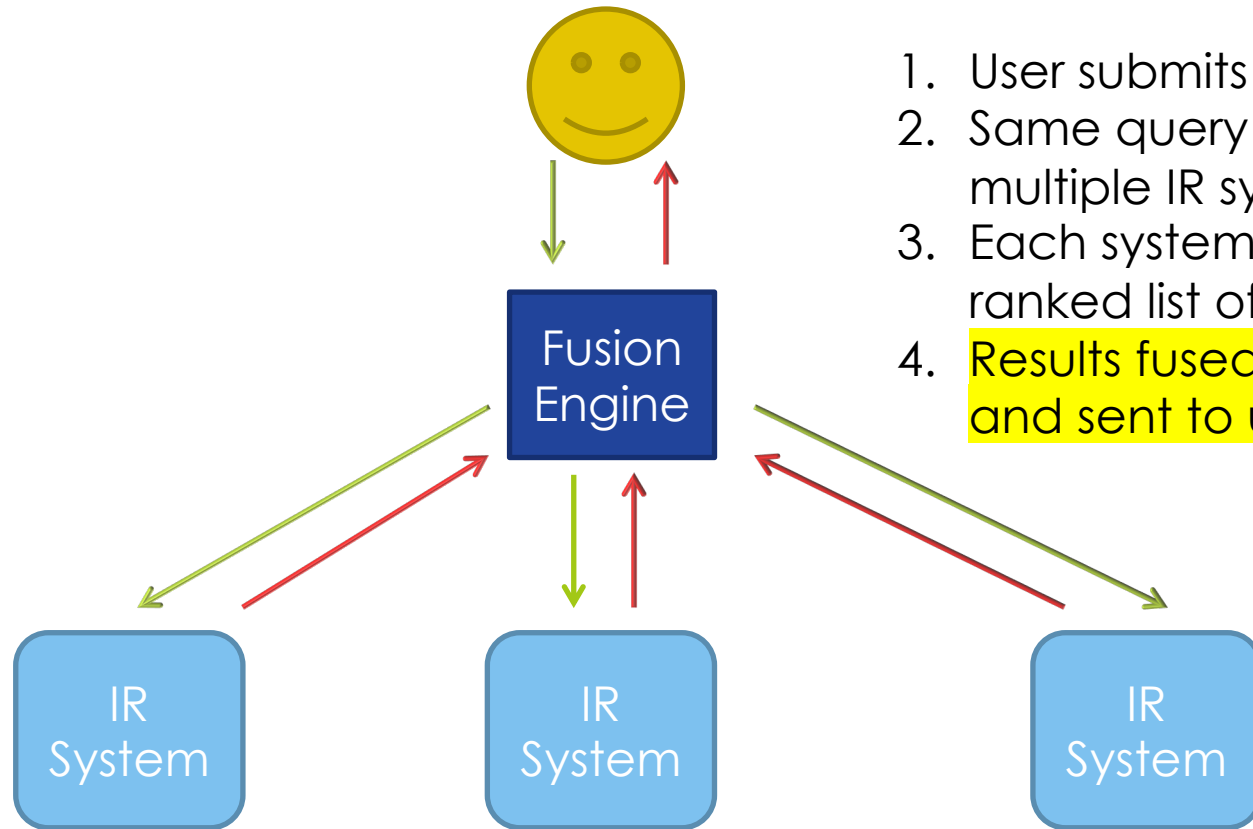 1. User submits
2. Same query
multiple IR sy
3. Each system
ranked list of
4. Results fused
and sent to u
Fusion
Engine
IR
System
IR
System
IR
System